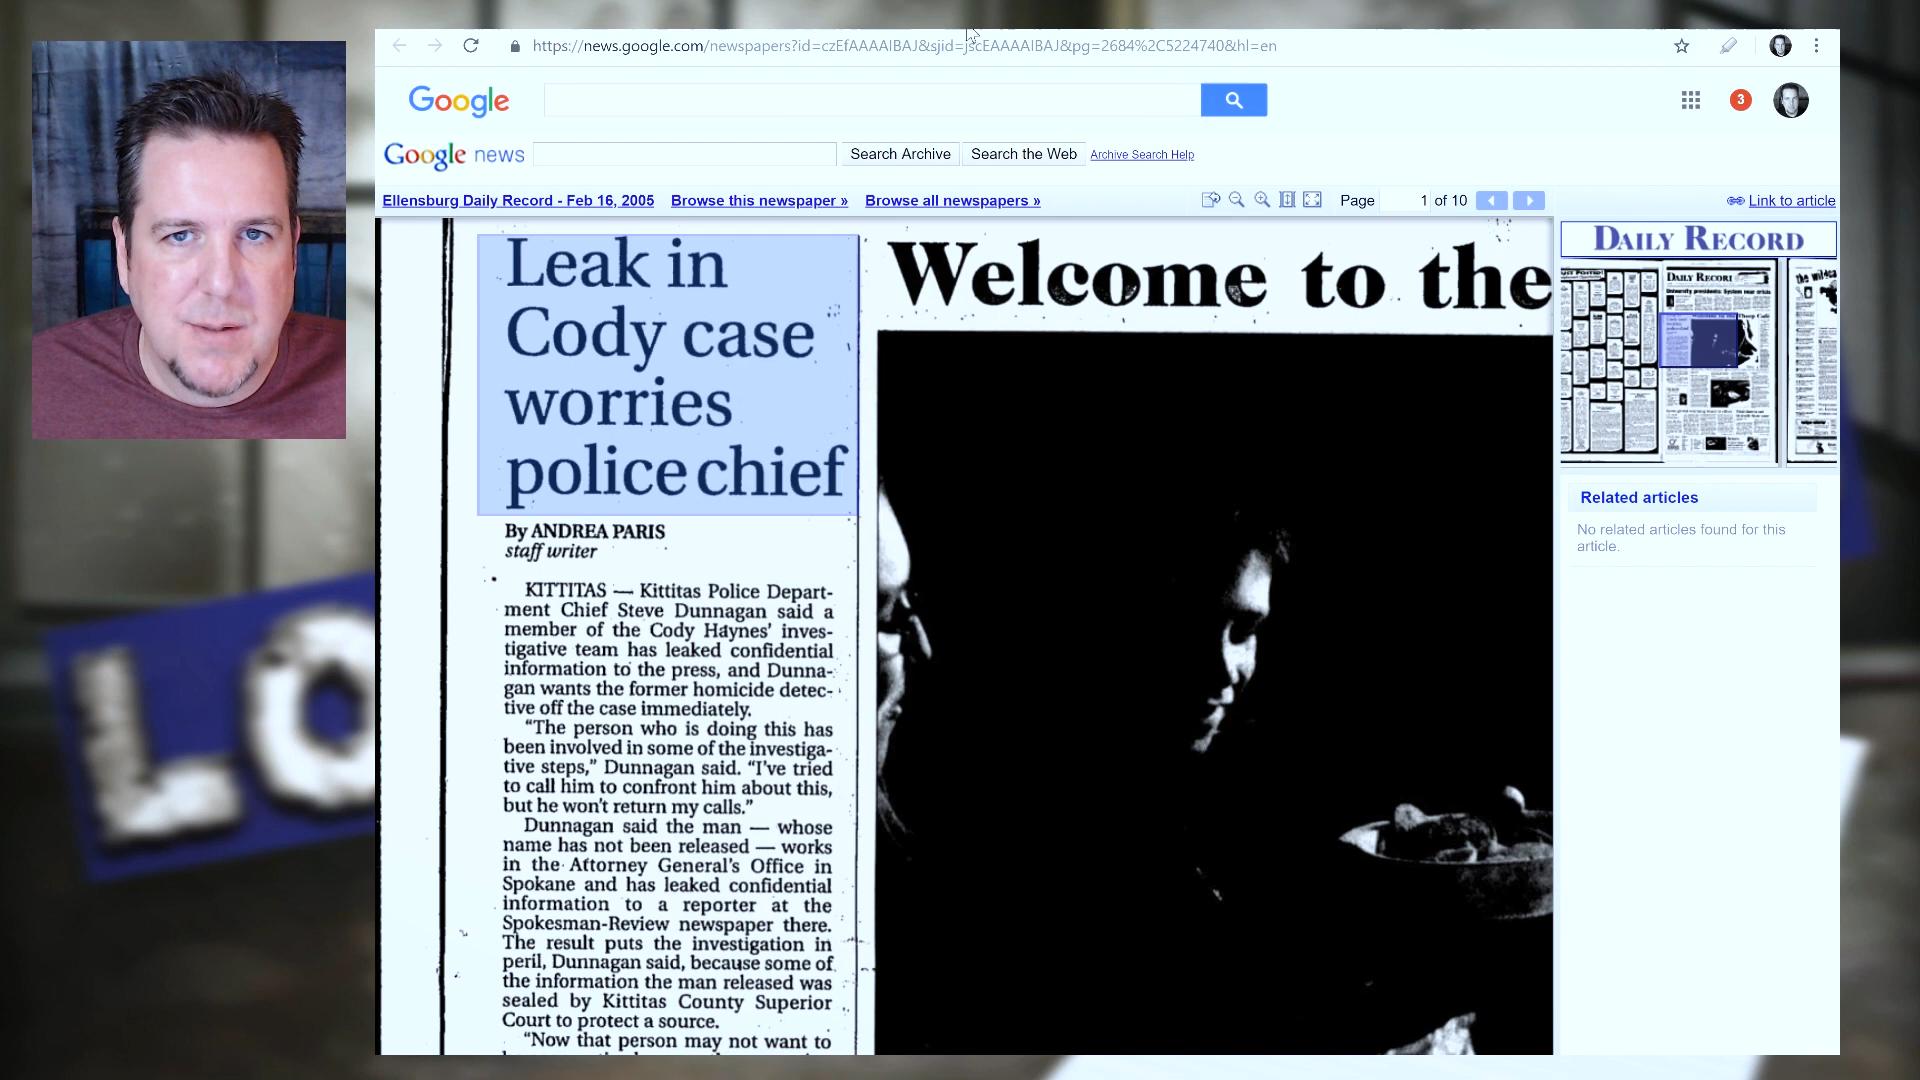 https://news.google.com/newspapers?id=czEfAAAAIBAJ&sjid=jscEAAAAIBAJ&pg=2684%2C5224740&hl=en
Google
3
Google news
Search Archive
Search the Web
Archive Search Help
Ellensburg Daily Record - Feb 16, 2005
Browse this newspaper »
Browse all newspapers »
Page 1 of 10
Link to article
Leak in
Cody case
worries
police chief
By ANDREA PARIS
staff writer
KITTITAS — Kittitas Police Depart-
ment Chief Steve Dunnagan said a
member of the Cody Haynes' inves-
tigative team has leaked confidential
information to the press, and Dunna-
gan wants the former homicide detec-
tive off the case immediately.
“The person who is doing this has
been involved in some of the investiga-
tive steps,” Dunnagan said. “I've tried
to call him to confront him about this,
but he won't return my calls.”
Dunnagan said the man — whose
name has not been released — works
in the Attorney General's Office in
Spokane and has leaked confidential
information to a reporter at the
Spokesman-Review newspaper there.
The result puts the investigation in
peril, Dunnagan said, because some of
the information the man released was
sealed by Kittitas County Superior
Court to protect a source.
“Now that person may not want to
Welcome to the
DAILY RECORD
DAILY RECORD
University presidents: System near crisis
the wildca
Related articles
No related articles found for this
article.
LO